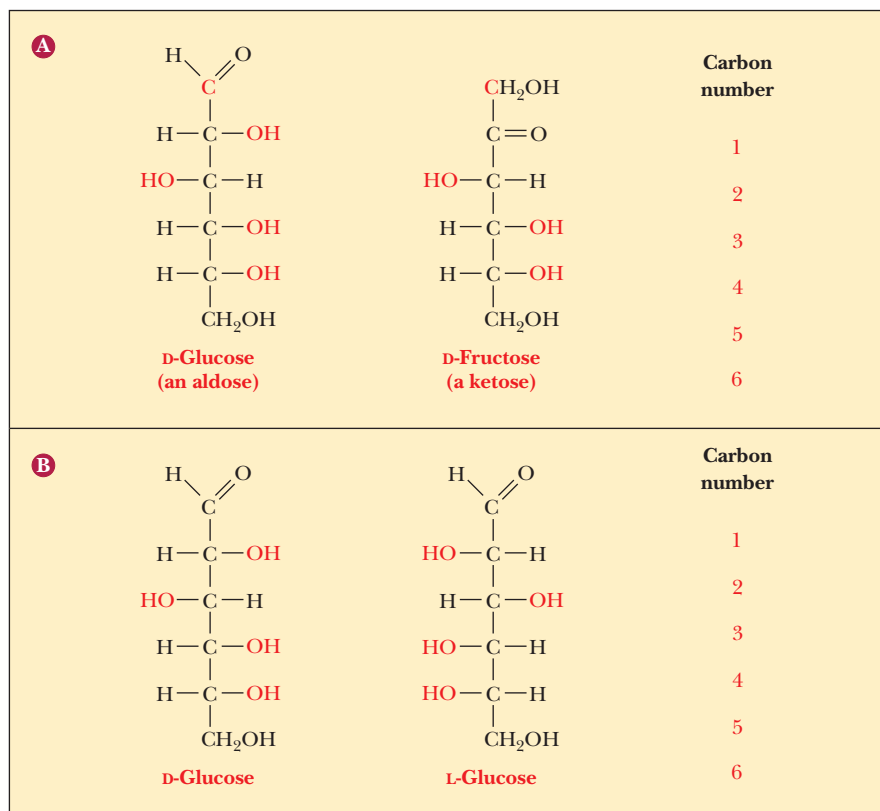 A
H O
C
H—C—OH
HO—C—H
H—C—OH
H—C—OH
CH₂OH
D-Glucose
(an aldose)
CH₂OH
C=O
HO—C—H
H—C—OH
H—C—OH
CH₂OH
D-Fructose
(a ketose)
Carbon
number
1
2
3
4
5
6
B
H O
C
H—C—OH
HO—C—H
H—C—OH
H—C—OH
CH₂OH
D-Glucose
H O
C
HO—C—H
H—C—OH
HO—C—H
HO—C—H
CH₂OH
L-Glucose
Carbon
number
1
2
3
4
5
6